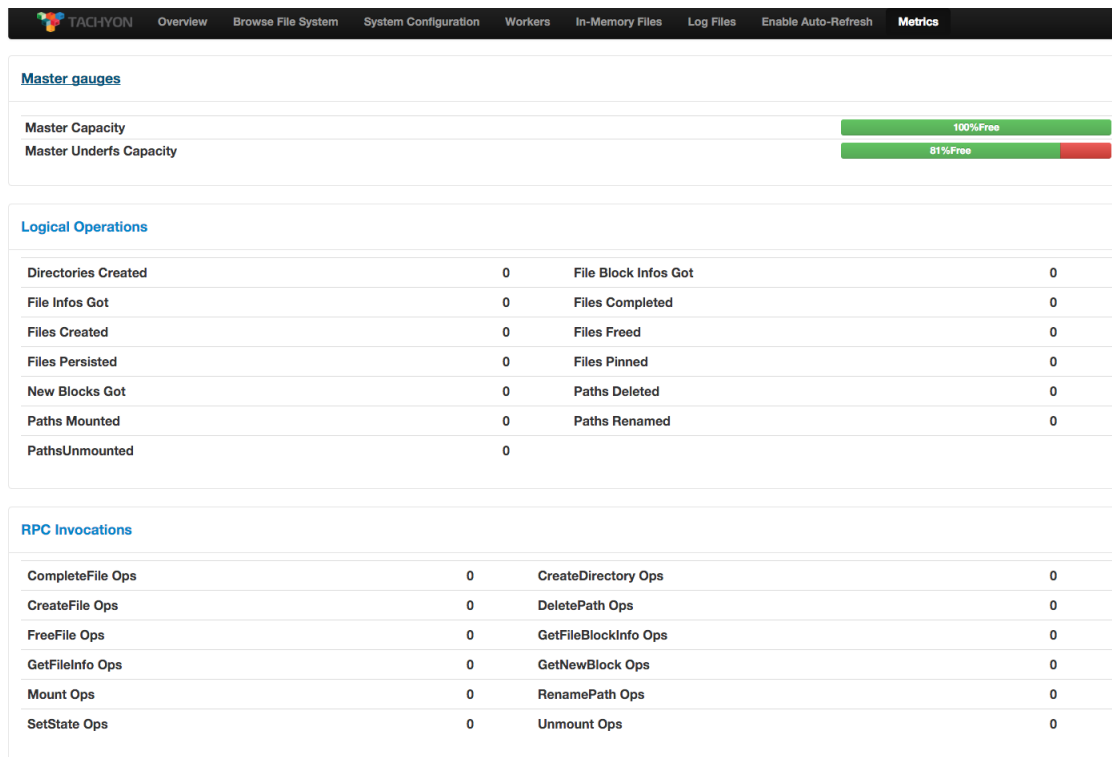 TACHYON Overview Browse File System System Configuration Workers In-Memory Files Log Files Enable Auto-Refresh Metrics
Master gauges
Master Capacity 100%Free
Master Underfs Capacity 81%Free
Logical Operations
Directories Created 0 File Block Infos Got 0
File Infos Got 0 Files Completed 0
Files Created 0 Files Freed 0
Files Persisted 0 Files Pinned 0
New Blocks Got 0 Paths Deleted 0
Paths Mounted 0 Paths Renamed 0
PathsUnmounted 0
RPC Invocations
CompleteFile Ops 0 CreateDirectory Ops 0
CreateFile Ops 0 DeletePath Ops 0
FreeFile Ops 0 GetFileBlockInfo Ops 0
GetFileInfo Ops 0 GetNewBlock Ops 0
Mount Ops 0 RenamePath Ops 0
SetState Ops 0 Unmount Ops 0